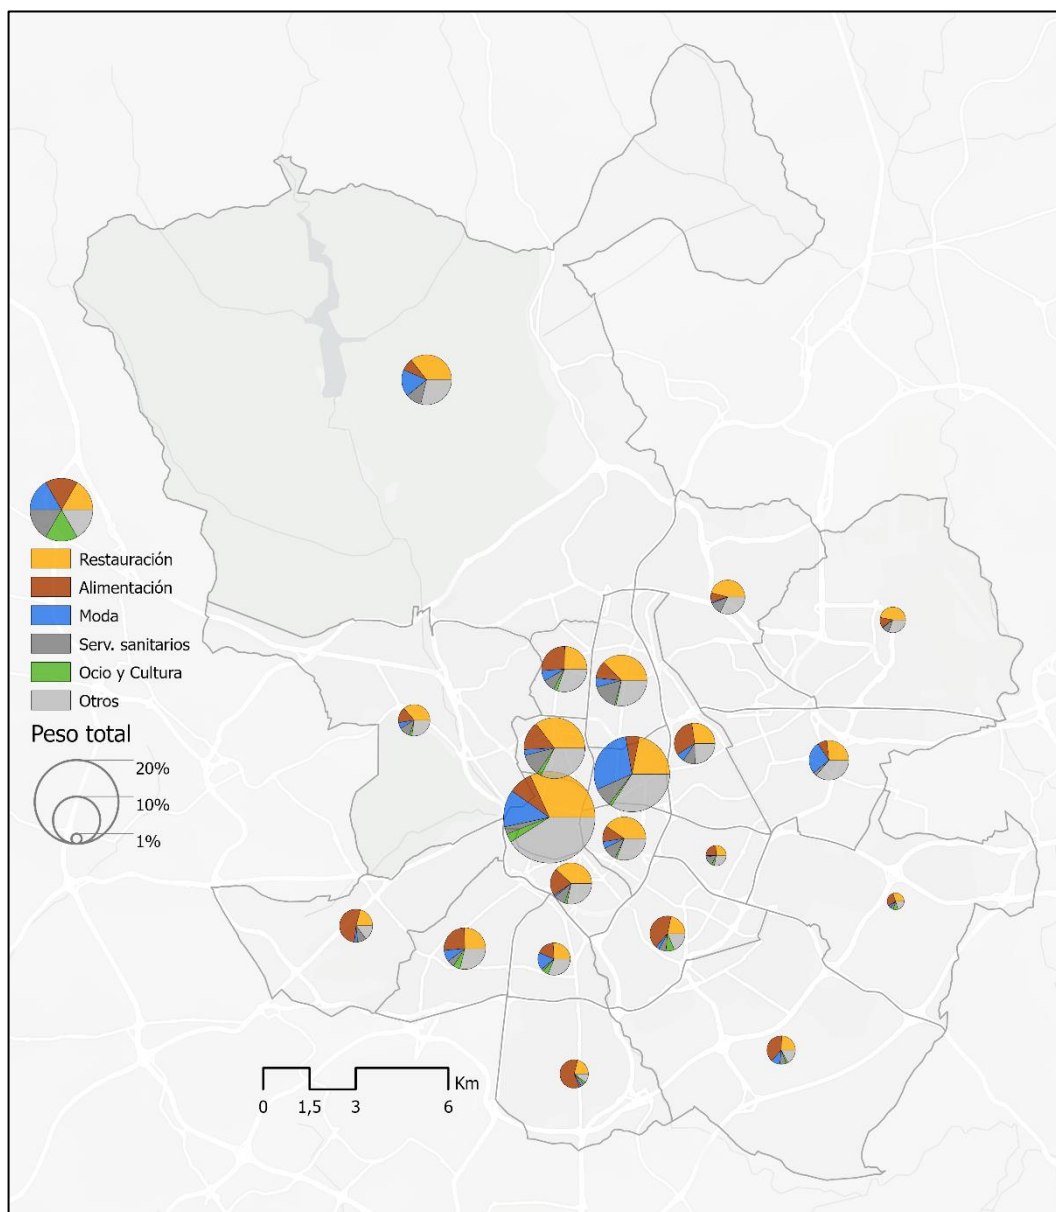 Restauración
Alimentación
Moda
Serv. sanitarios
Ocio y Cultura
Otros
Peso total
20%
10%
1%
Km
0 1,5 3 6